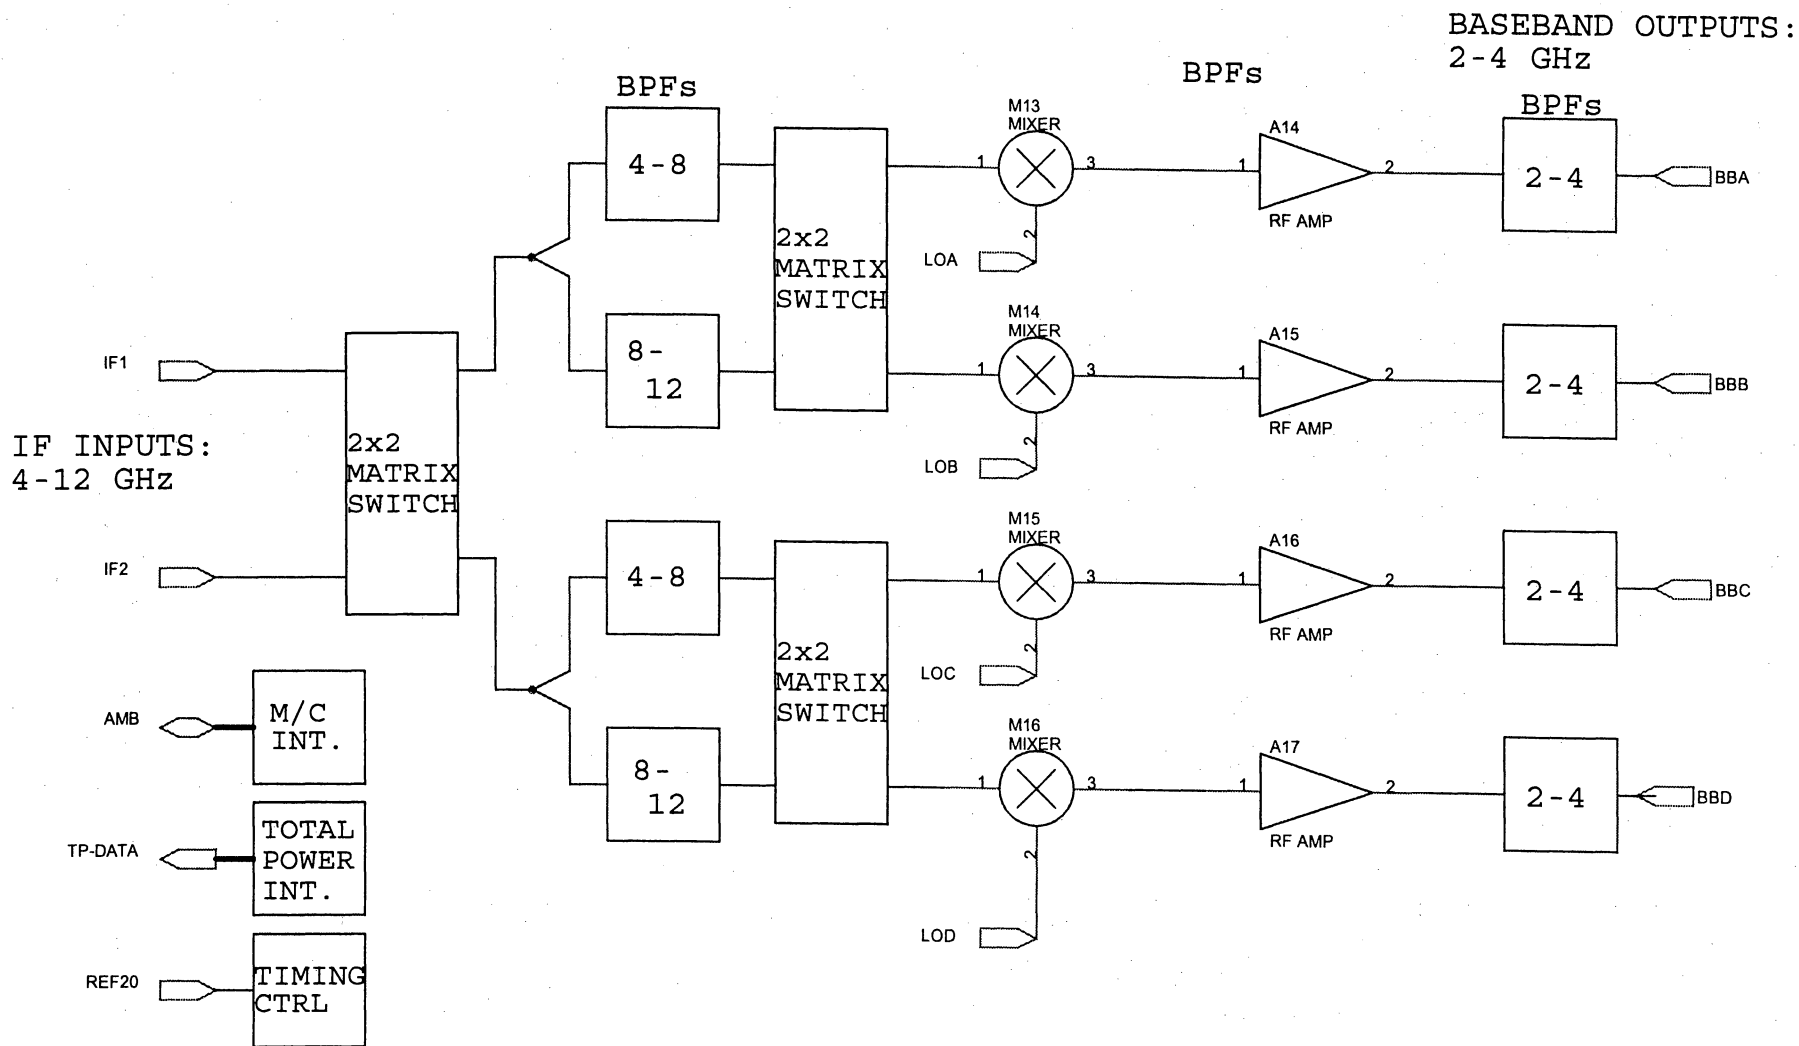 BASEBAND OUTPUTS:
2-4 GHz
BPFs
BPFs
BPFs
M13
MIXER
A14
4-8
1
3
1
2
2-4
BBA
RF AMP
2
LOA
2x2
MATRIX
SWITCH
M14
MIXER
A15
8-
12
1
3
1
2
2-4
BBB
RF AMP
2
LOB
IF1
IF INPUTS:
4-12 GHz
2x2
MATRIX
SWITCH
IF2
M15
MIXER
A16
4-8
1
3
1
2
2-4
BBC
RF AMP
2
LOC
2x2
MATRIX
SWITCH
M16
MIXER
A17
8-
12
1
3
1
2
2-4
BBD
RF AMP
2
LOD
AMB
M/C
INT.
TP-DATA
TOTAL
POWER
INT.
REF20
TIMING
CTRL